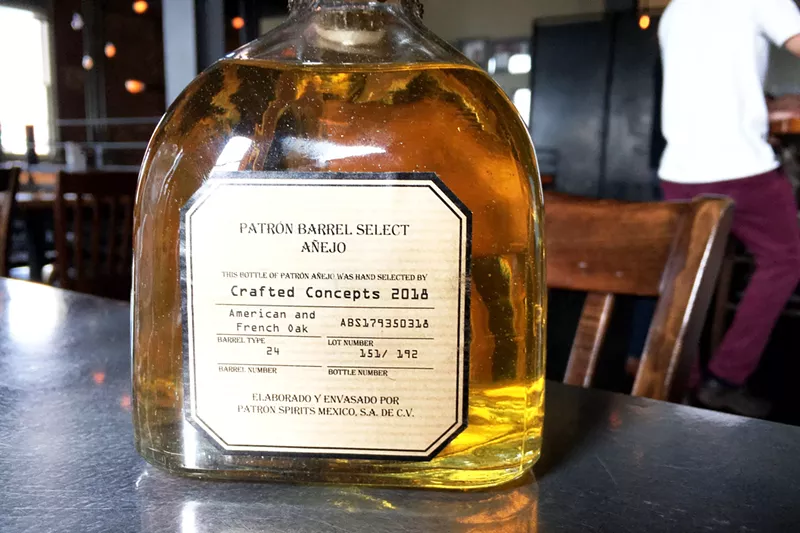 PATRÓN BARREL SELECT
AÑEJO
THIS BOTTLE OF PATRÓN AÑEJO WAS HAND SELECTED BY
Crafted Concepts 2018
American and
French Oak
ABS179350318
BARREL TYPE
LOT NUMBER
24
151/ 192
BARREL NUMBER
BOTTLE NUMBER
ELABORADO Y ENVASADO POR
PATRON SPIRITS MEXICO, S.A. DE C.V.